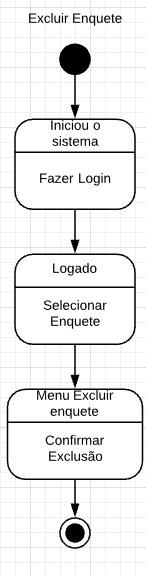 Excluir Enquete
Iniciou o
sistema
Fazer Login
Logado
Selecionar
Enquete
Menu Excluir
enquete
Confirmar
Exclusão